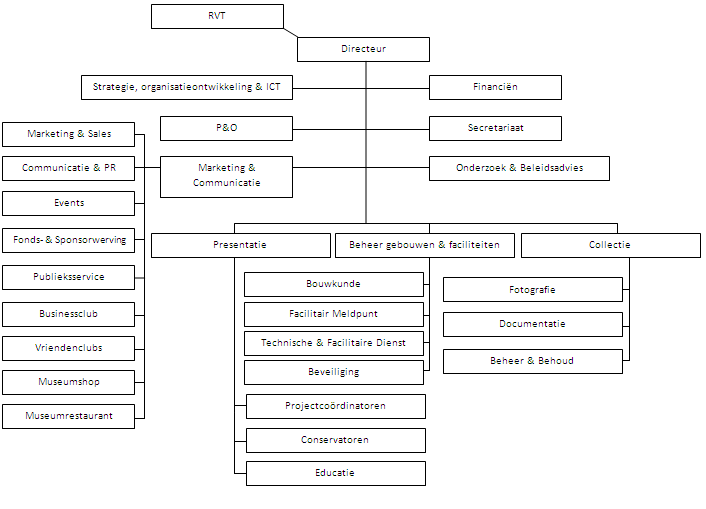 RVT
Directeur
Strategie, organisatieontwikkeling & ICT
Financiën
P&O
Secretariaat
Marketing & Sales
Communicatie & PR
Marketing &
Communicatie
Onderzoek & Beleidsadvies
Events
Fonds- & Sponsorwerving
Publieksservice
Businessclub
Vriendenclubs
Museumshop
Museumrestaurant
Presentatie
Beheer gebouwen & faciliteiten
Collectie
Bouwkunde
Facilitair Meldpunt
Technische & Facilitaire Dienst
Beveiliging
Fotografie
Documentatie
Beheer & Behoud
Projectcoördinatoren
Conservatoren
Educatie